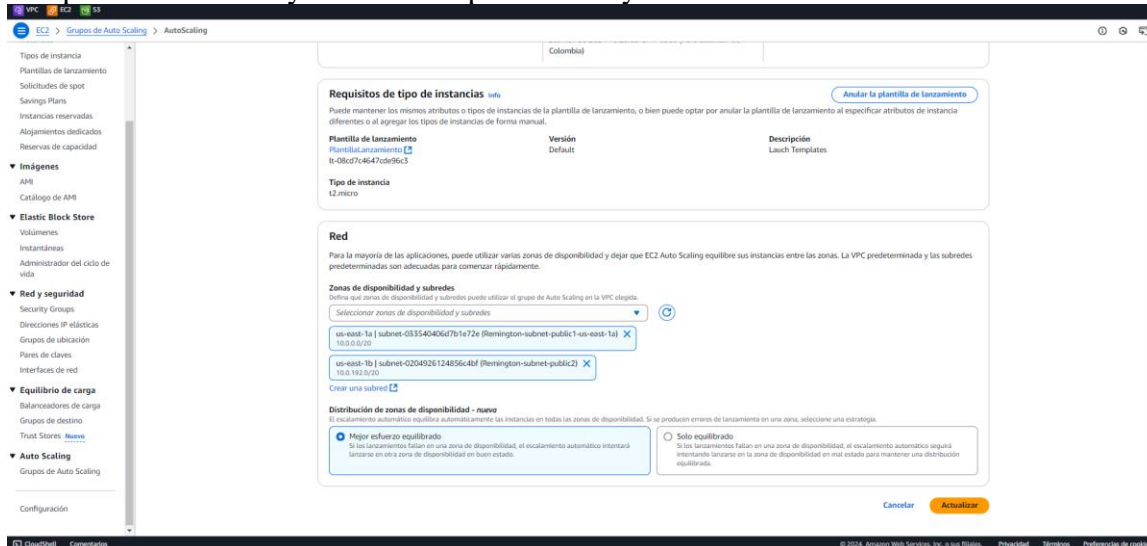 VPC EC2 S3
EC2 > Grupos de Auto Scaling > AutoScaling
Tipos de instancia
Plantillas de lanzamiento
Solicitudes de spot
Savings Plans
Instancias reservadas
Alojamientos dedicados
Reservas de capacidad
Imágenes
AMI
Catálogo de AMI
Elastic Block Store
Volúmenes
Instantáneas
Administrador del ciclo de
vida
Red y seguridad
Security Groups
Direcciones IP elásticas
Grupos de ubicación
Pares de claves
Interfaces de red
Equilibrio de carga
Balanceadores de carga
Grupos de destino
Trust Stores Nuevo
Auto Scaling
Grupos de Auto Scaling
Configuración
Colombia)
Requisitos de tipo de instancias Info
Anular la plantilla de lanzamiento
Puede mantener los mismos atributos o tipos de instancias de la plantilla de lanzamiento, o bien puede optar por anular la plantilla de lanzamiento al especificar atributos de instancia
diferentes o al agregar los tipos de instancias de forma manual.
Plantilla de lanzamiento
PlantillaLanzamiento
lt-08cd7c4647cde96c3
Versión
Default
Descripción
Lauch Templates
Tipo de instancia
t2.micro
Red
Para la mayoría de las aplicaciones, puede utilizar varias zonas de disponibilidad y dejar que EC2 Auto Scaling equilibre sus instancias entre las zonas. La VPC predeterminada y las subredes
predeterminadas son adecuadas para comenzar rápidamente.
Zonas de disponibilidad y subredes
Defina qué zonas de disponibilidad y subredes puede utilizar el grupo de Auto Scaling en la VPC elegida.
Seleccionar zonas de disponibilidad y subredes
us-east-1a | subnet-033540406d7b1e72e (Remington-subnet-public1-us-east-1a)
10.0.0.0/20
us-east-1b | subnet-0204926124856c4bf (Remington-subnet-public2)
10.0.192.0/20
Crear una subred
Distribución de zonas de disponibilidad - nueva
El escalamiento automático equilibra automáticamente las instancias en todas las zonas de disponibilidad. Si se producen errores de lanzamiento en una zona, seleccione una estrategia.
Mejor esfuerzo equilibrado
Si los lanzamientos fallan en una zona de disponibilidad, el escalamiento automático intentará
lanzarse en otra zona de disponibilidad en buen estado.
Solo equilibrado
Si los lanzamientos fallan en una zona de disponibilidad, el escalamiento automático seguirá
intentando lanzarse en la zona de disponibilidad en mal estado para mantener una distribución
equilibrada.
Cancelar
Actualizar
CloudShell Comentarios
© 2024, Amazon Web Services, Inc. o sus filiales. Privacidad Términos Preferencias de cookies